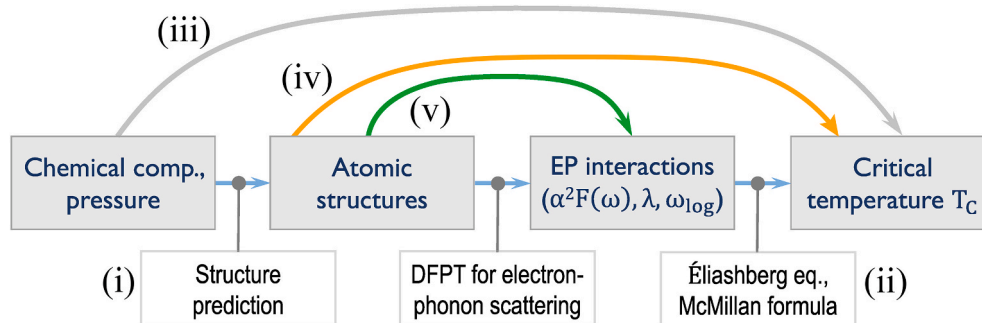 (iii)
(iv)
(v)
Chemical comp.,
pressure
Atomic
structures
EP interactions
(α²F(ω), λ, ω_log)
Critical
temperature T_C
(i)
Structure
prediction
DFPT for electron-
phonon scattering
Éliashberg eq.,
McMillan formula
(ii)